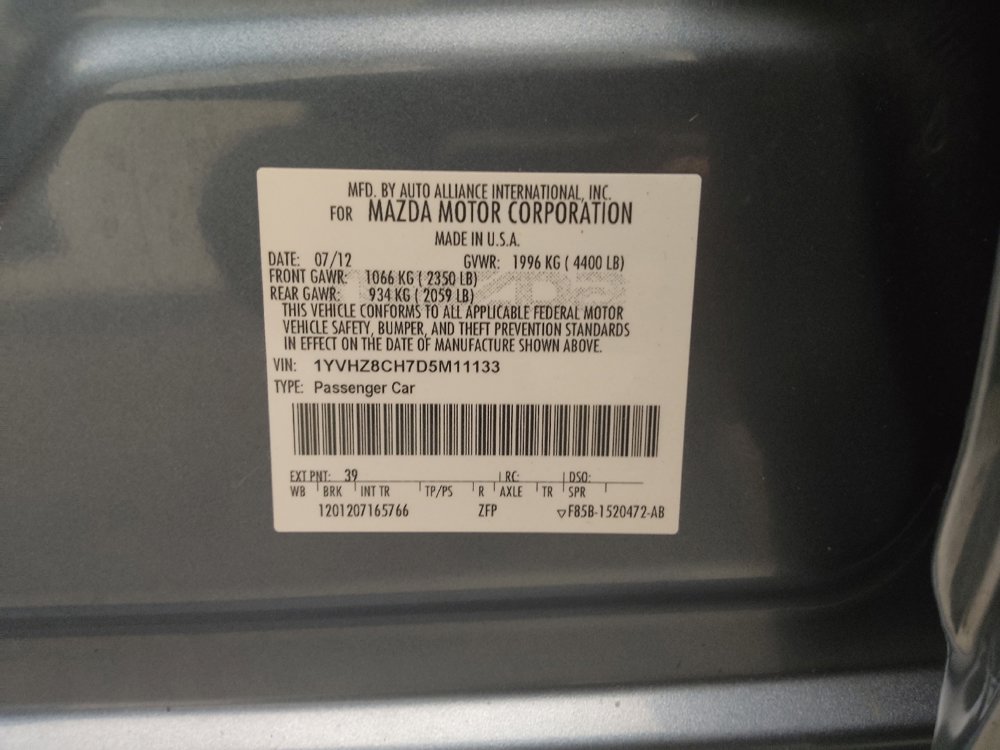 MFD. BY AUTO ALLIANCE INTERNATIONAL, INC.
FOR MAZDA MOTOR CORPORATION
MADE IN U.S.A.
DATE: 07/12 GVWR: 1996 KG ( 4400 LB)
FRONT GAWR: 1066 KG ( 2350 LB)
REAR GAWR: 934 KG ( 2059 LB)
THIS VEHICLE CONFORMS TO ALL APPLICABLE FEDERAL MOTOR
VEHICLE SAFETY, BUMPER, AND THEFT PREVENTION STANDARDS
IN EFFECT ON THE DATE OF MANUFACTURE SHOWN ABOVE.
VIN: 1YVHZ8CH7D5M11133
TYPE: Passenger Car
EXT PNT: 39 RC: DSO:
WB BRK INT TR TP/PS R AXLE TR SPR
1201207165766 ZFP ▽F85B-1520472-AB